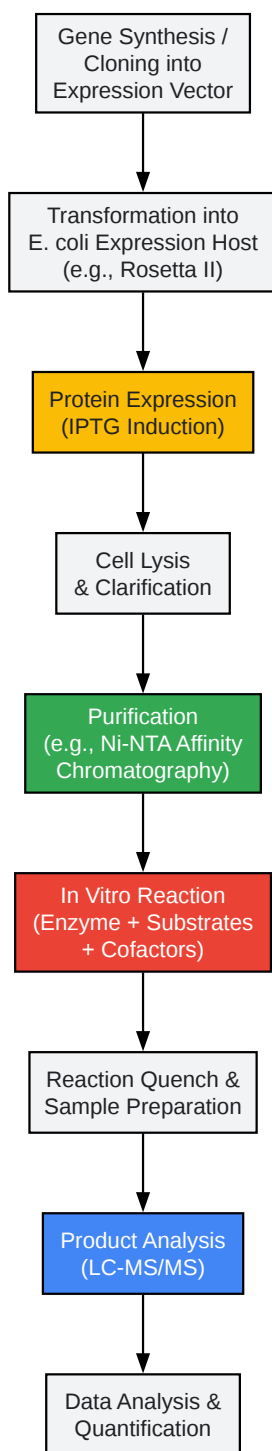 Gene Synthesis /
Cloning into
Expression Vector
Transformation into
E. coli Expression Host
(e.g., Rosetta II)
Protein Expression
(IPTG Induction)
Cell Lysis
& Clarification
Purification
(e.g., Ni-NTA Affinity
Chromatography)
In Vitro Reaction
(Enzyme + Substrates
+ Cofactors)
Reaction Quench &
Sample Preparation
Product Analysis
(LC-MS/MS)
Data Analysis &
Quantification